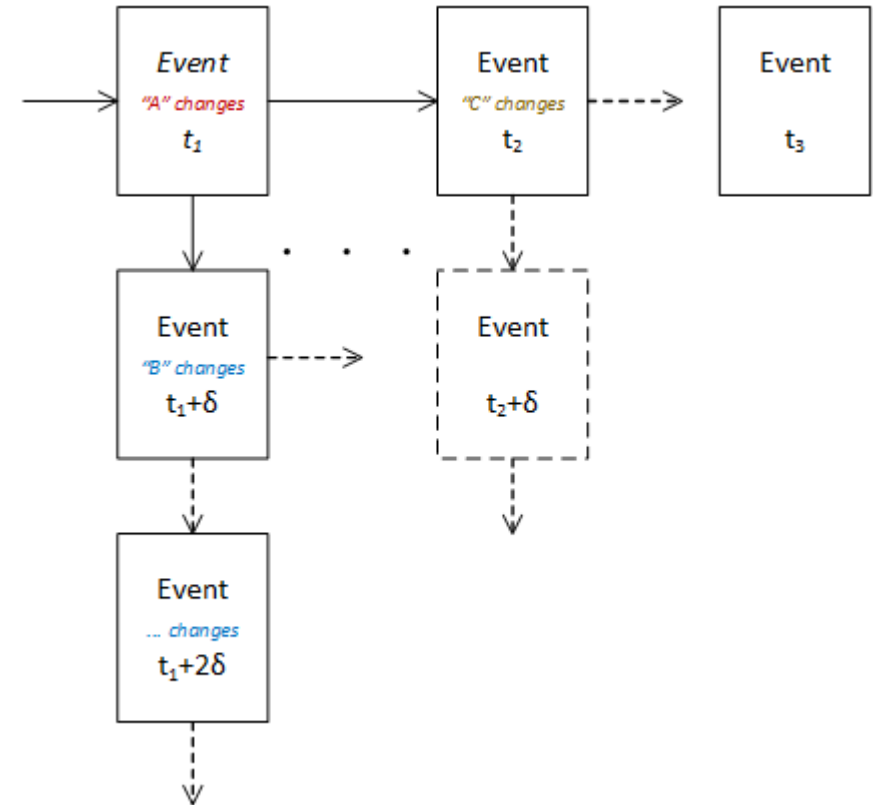 Event
"A" changes
t₁
Event
"C" changes
t₂
Event
t₃
. . .
Event
"B" changes
t₁+δ
Event
t₂+δ
Event
... changes
t₁+2δ